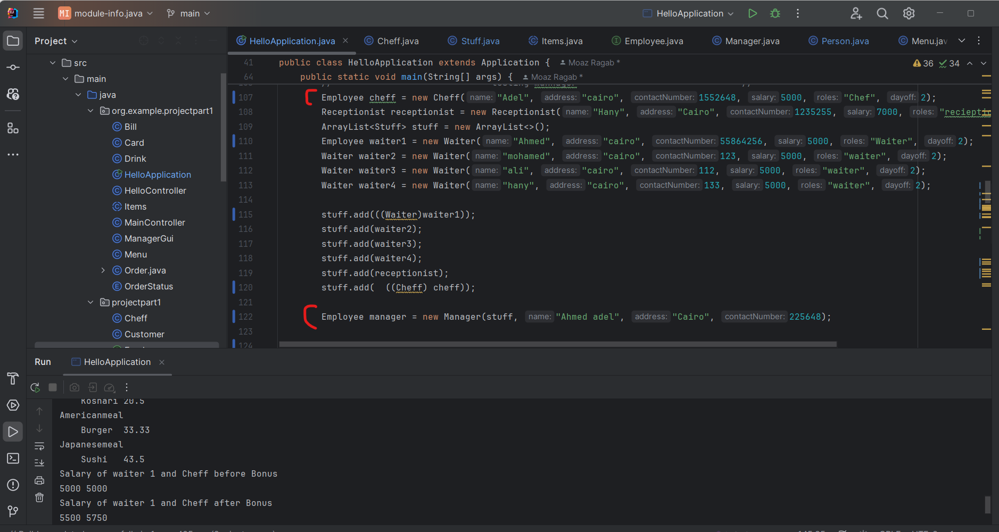 MI module-info.java main HelloApplication
Project
HelloApplication.java Cheff.java Stuff.java Items.java Employee.java Manager.java Person.java Menu.jav
src
main
java
org.example.projectpart1
Bill
Card
Drink
HelloApplication
HelloController
Items
MainController
ManagerGui
Menu
Order.java
OrderStatus
projectpart1
Cheff
Customer
41 public class HelloApplication extends Application { Moaz Ragab *
36 34
64 public static void main(String[] args) { Moaz Ragab *
107 Employee cheff = new Cheff( name: "Adel", address: "cairo", contactNumber: 1552648, salary: 5000, roles: "Chef", dayoff: 2);
108 Receptionist receptionist = new Receptionist( name: "Hany", address: "Cairo", contactNumber: 1235255, salary: 7000, roles: "recieptic
109 ArrayList<Stuff> stuff = new ArrayList<>();
110 Employee waiter1 = new Waiter( name: "Ahmed", address: "cairo", contactNumber: 55864256, salary: 5000, roles: "Waiter", dayoff: 2);
111 Waiter waiter2 = new Waiter( name: "mohamed", address: "cairo", contactNumber: 123, salary: 5000, roles: "waiter", dayoff: 2);
112 Waiter waiter3 = new Waiter( name: "ali", address: "cairo", contactNumber: 112, salary: 5000, roles: "waiter", dayoff: 2);
113 Waiter waiter4 = new Waiter( name: "hany", address: "cairo", contactNumber: 133, salary: 5000, roles: "waiter", dayoff: 2);
114
115 stuff.add(((Waiter)waiter1));
116 stuff.add(waiter2);
117 stuff.add(waiter3);
118 stuff.add(waiter4);
119 stuff.add(receptionist);
120 stuff.add(  ((Cheff) cheff));
121
122 Employee manager = new Manager(stuff, name: "Ahmed adel", address: "Cairo", contactNumber: 225648);
123
124
Run HelloApplication
Koshari 20.5
Americanmeal
Burger 33.33
Japanesemeal
Sushi 43.5
Salary of waiter 1 and Cheff before Bonus
5000 5000
Salary of waiter 1 and Cheff after Bonus
5500 5750